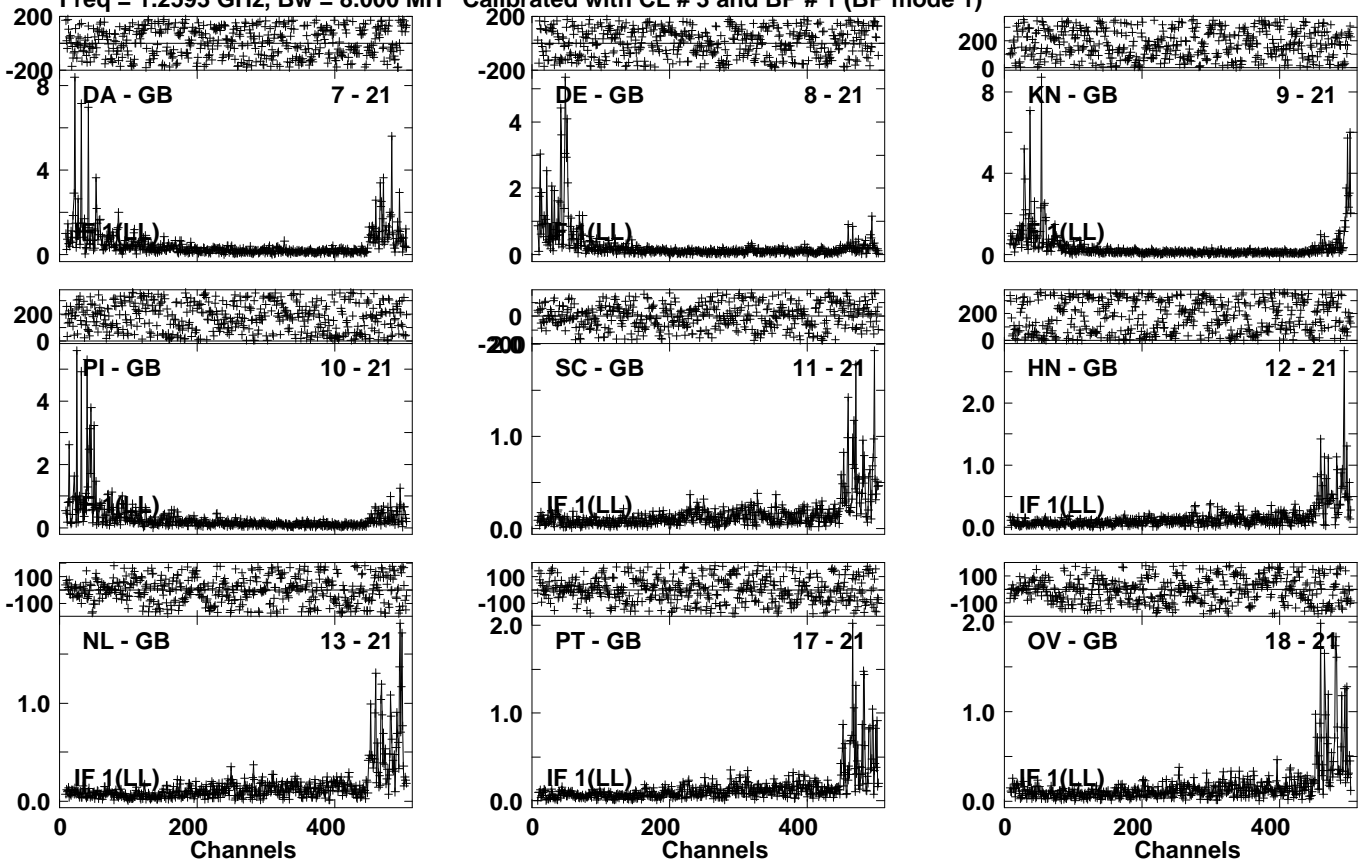 Freq = 1.2593 GHz, Bw = 8.000 MH Calibrated with CL # 3 and BP # 1 (BP mode 1)
200 200 200
-200 -200 0
8 4 8
DA - GB 7 - 21 DE - GB 8 - 21 KN - GB 9 - 21
4 2 4
IF 1(LL) IF 1(LL) IF 1(LL)
0 0 0
200 0 200
0 -200 0
2.0
PI - GB 10 - 21 SC - GB 11 - 21 HN - GB 12 - 21
4 1.0 2.0
2 1.0
IF 1(LL) IF 1(LL) IF 1(LL)
0 0.0 0.0
100 100 100
-100 -100 -100
2.0 2.0
NL - GB 13 - 21 PT - GB 17 - 21 OV - GB 18 - 21
1.0 1.0 1.0
IF 1(LL) IF 1(LL) IF 1(LL)
0.0 0.0 0.0
0 200 400 0 200 400 0 200 400
Channels Channels Channels